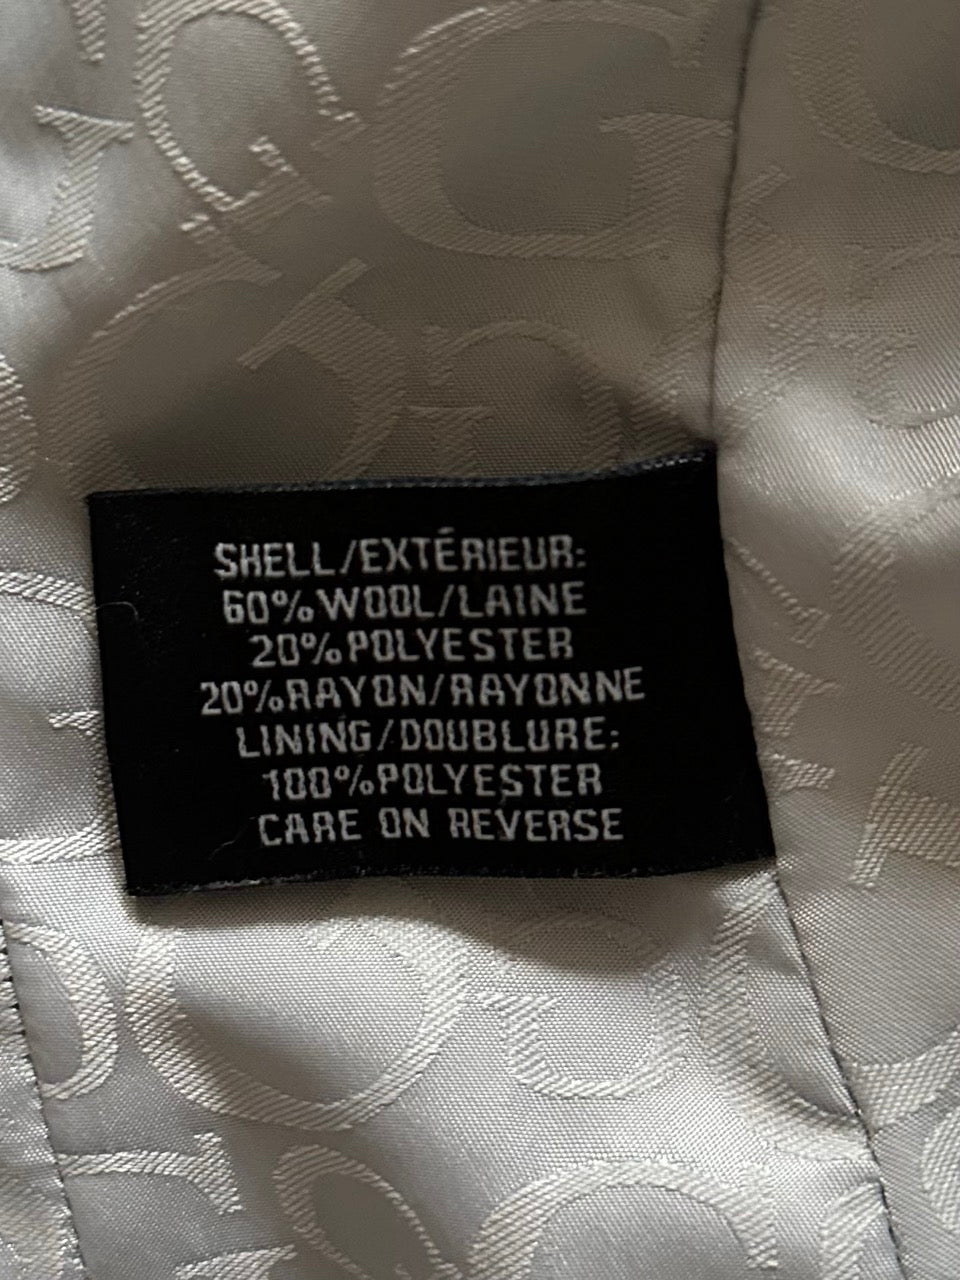 SHELL/EXTÉRIEUR:
60% WOOL/LAINE
20% POLYESTER
20% RAYON/RAYONNE
LINING/DOUBLURE:
100% POLYESTER
CARE ON REVERSE